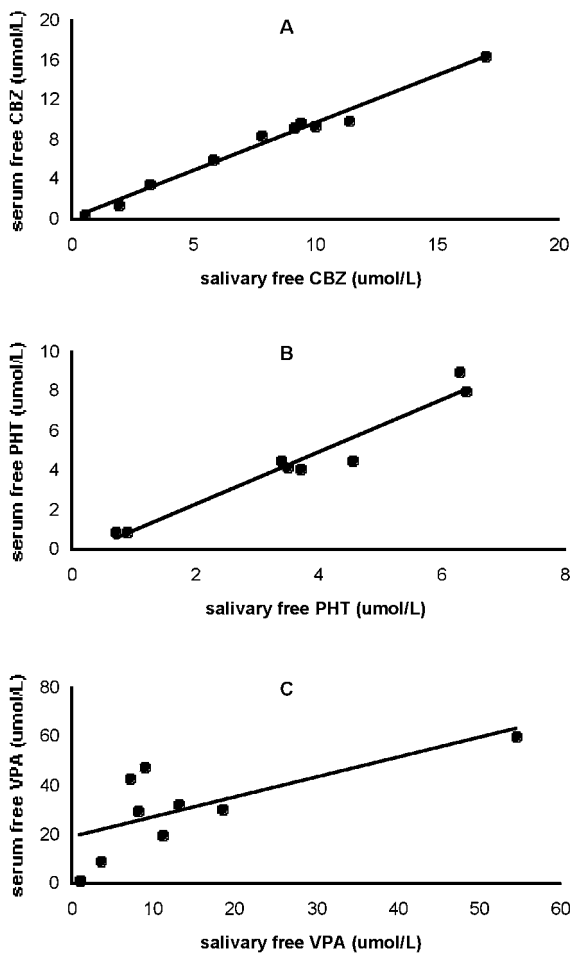 A
serum free CBZ (umol/L)
20
16
12
8
4
0
0 5 10 15 20
salivary free CBZ (umol/L)
B
serum free PHT (umol/L)
10
8
6
4
2
0
0 2 4 6 8
salivary free PHT (umol/L)
C
serum free VPA (umol/L)
80
60
40
20
0
0 10 20 30 40 50 60
salivary free VPA (umol/L)